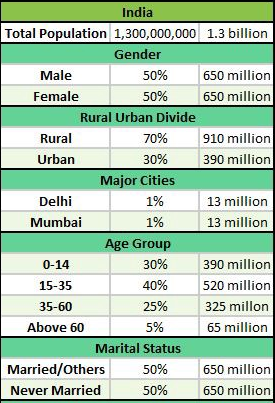 India
Total Population 1,300,000,000 1.3 billion
Gender
Male 50% 650 million
Female 50% 650 million
Rural Urban Divide
Rural 70% 910 million
Urban 30% 390 million
Major Cities
Delhi 1% 13 million
Mumbai 1% 13 million
Age Group
0-14 30% 390 million
15-35 40% 520 million
35-60 25% 325 millon
Above 60 5% 65 million
Marital Status
Married/Others 50% 650 million
Never Married 50% 650 million